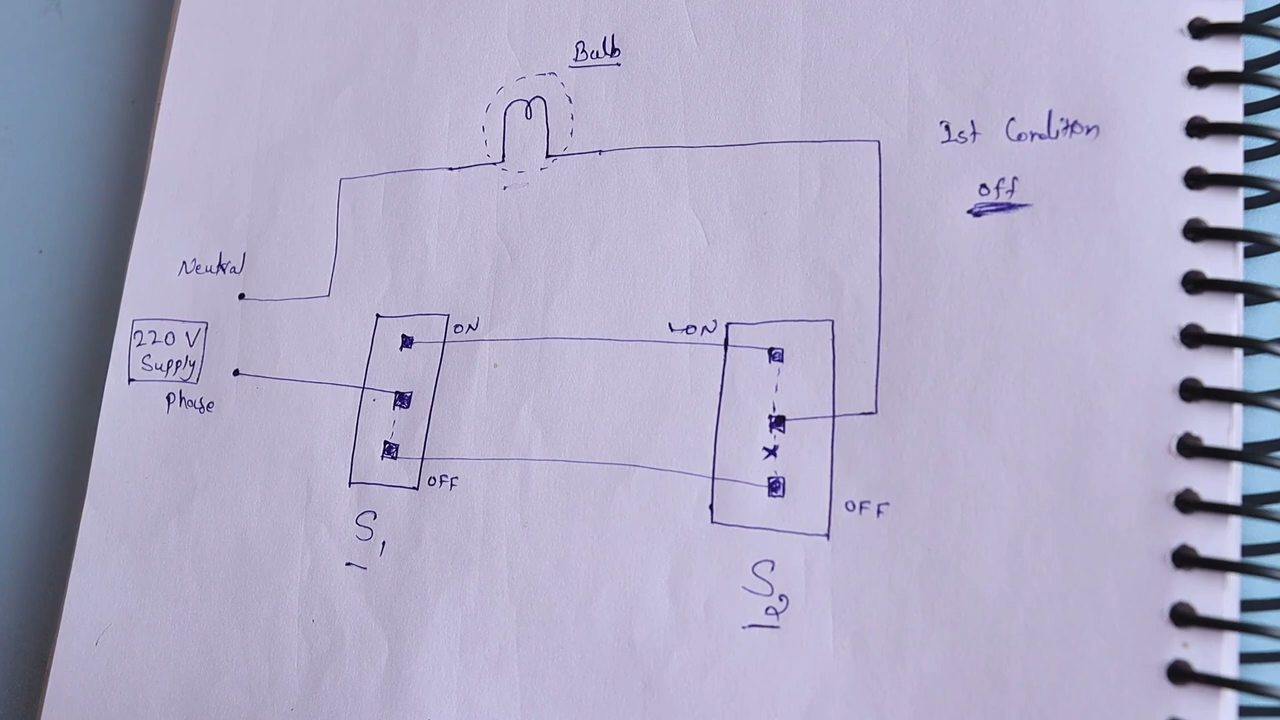 Bulb
1st Condition
off
Neutral
220 V
Supply
Phase
ON
ON
OFF
OFF
S1
S2